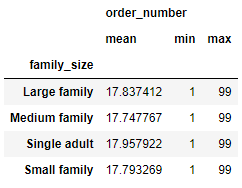 order_number
mean min max
family_size
Large family 17.837412 1 99
Medium family 17.747767 1 99
Single adult 17.957922 1 99
Small family 17.793269 1 99